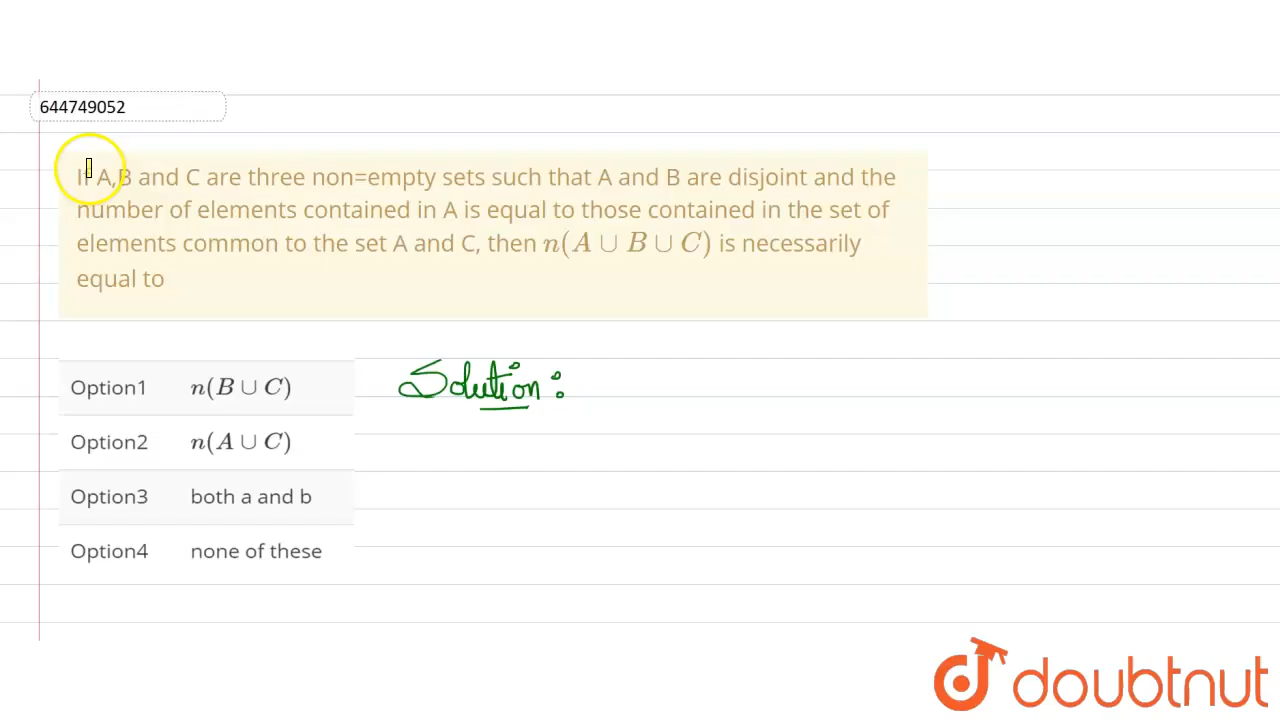 644749052
If A,B and C are three non=empty sets such that A and B are disjoint and the
number of elements contained in A is equal to those contained in the set of
elements common to the set A and C, then n(A ∪ B ∪ C) is necessarily
equal to
Solution :
Option1 n(B ∪ C)
Option2 n(A ∪ C)
Option3 both a and b
Option4 none of these
doubtnut